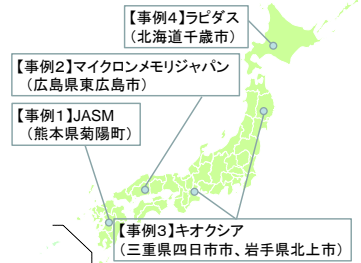 【事例4】ラピダス
（北海道千歳市）
【事例2】マイクロンメモリジャパン
（広島県東広島市）
【事例1】JASM
（熊本県菊陽町）
【事例3】キオクシア
（三重県四日市市、岩手県北上市）